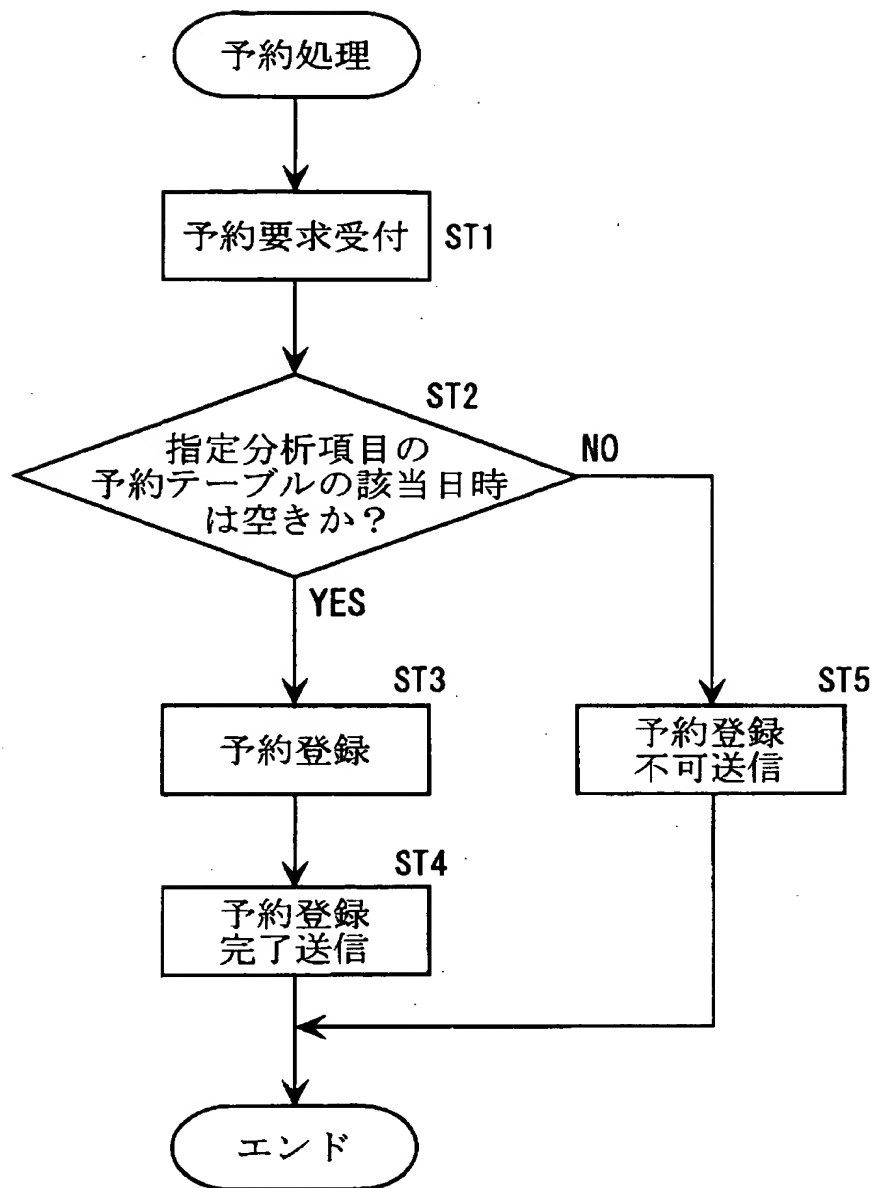 予約処理
予約要求受付
ST1
ST2
指定分析項目の
予約テーブルの該当日時
は空きか？
NO
YES
ST3
予約登録
ST5
予約登録
不可送信
ST4
予約登録
完了送信
エンド